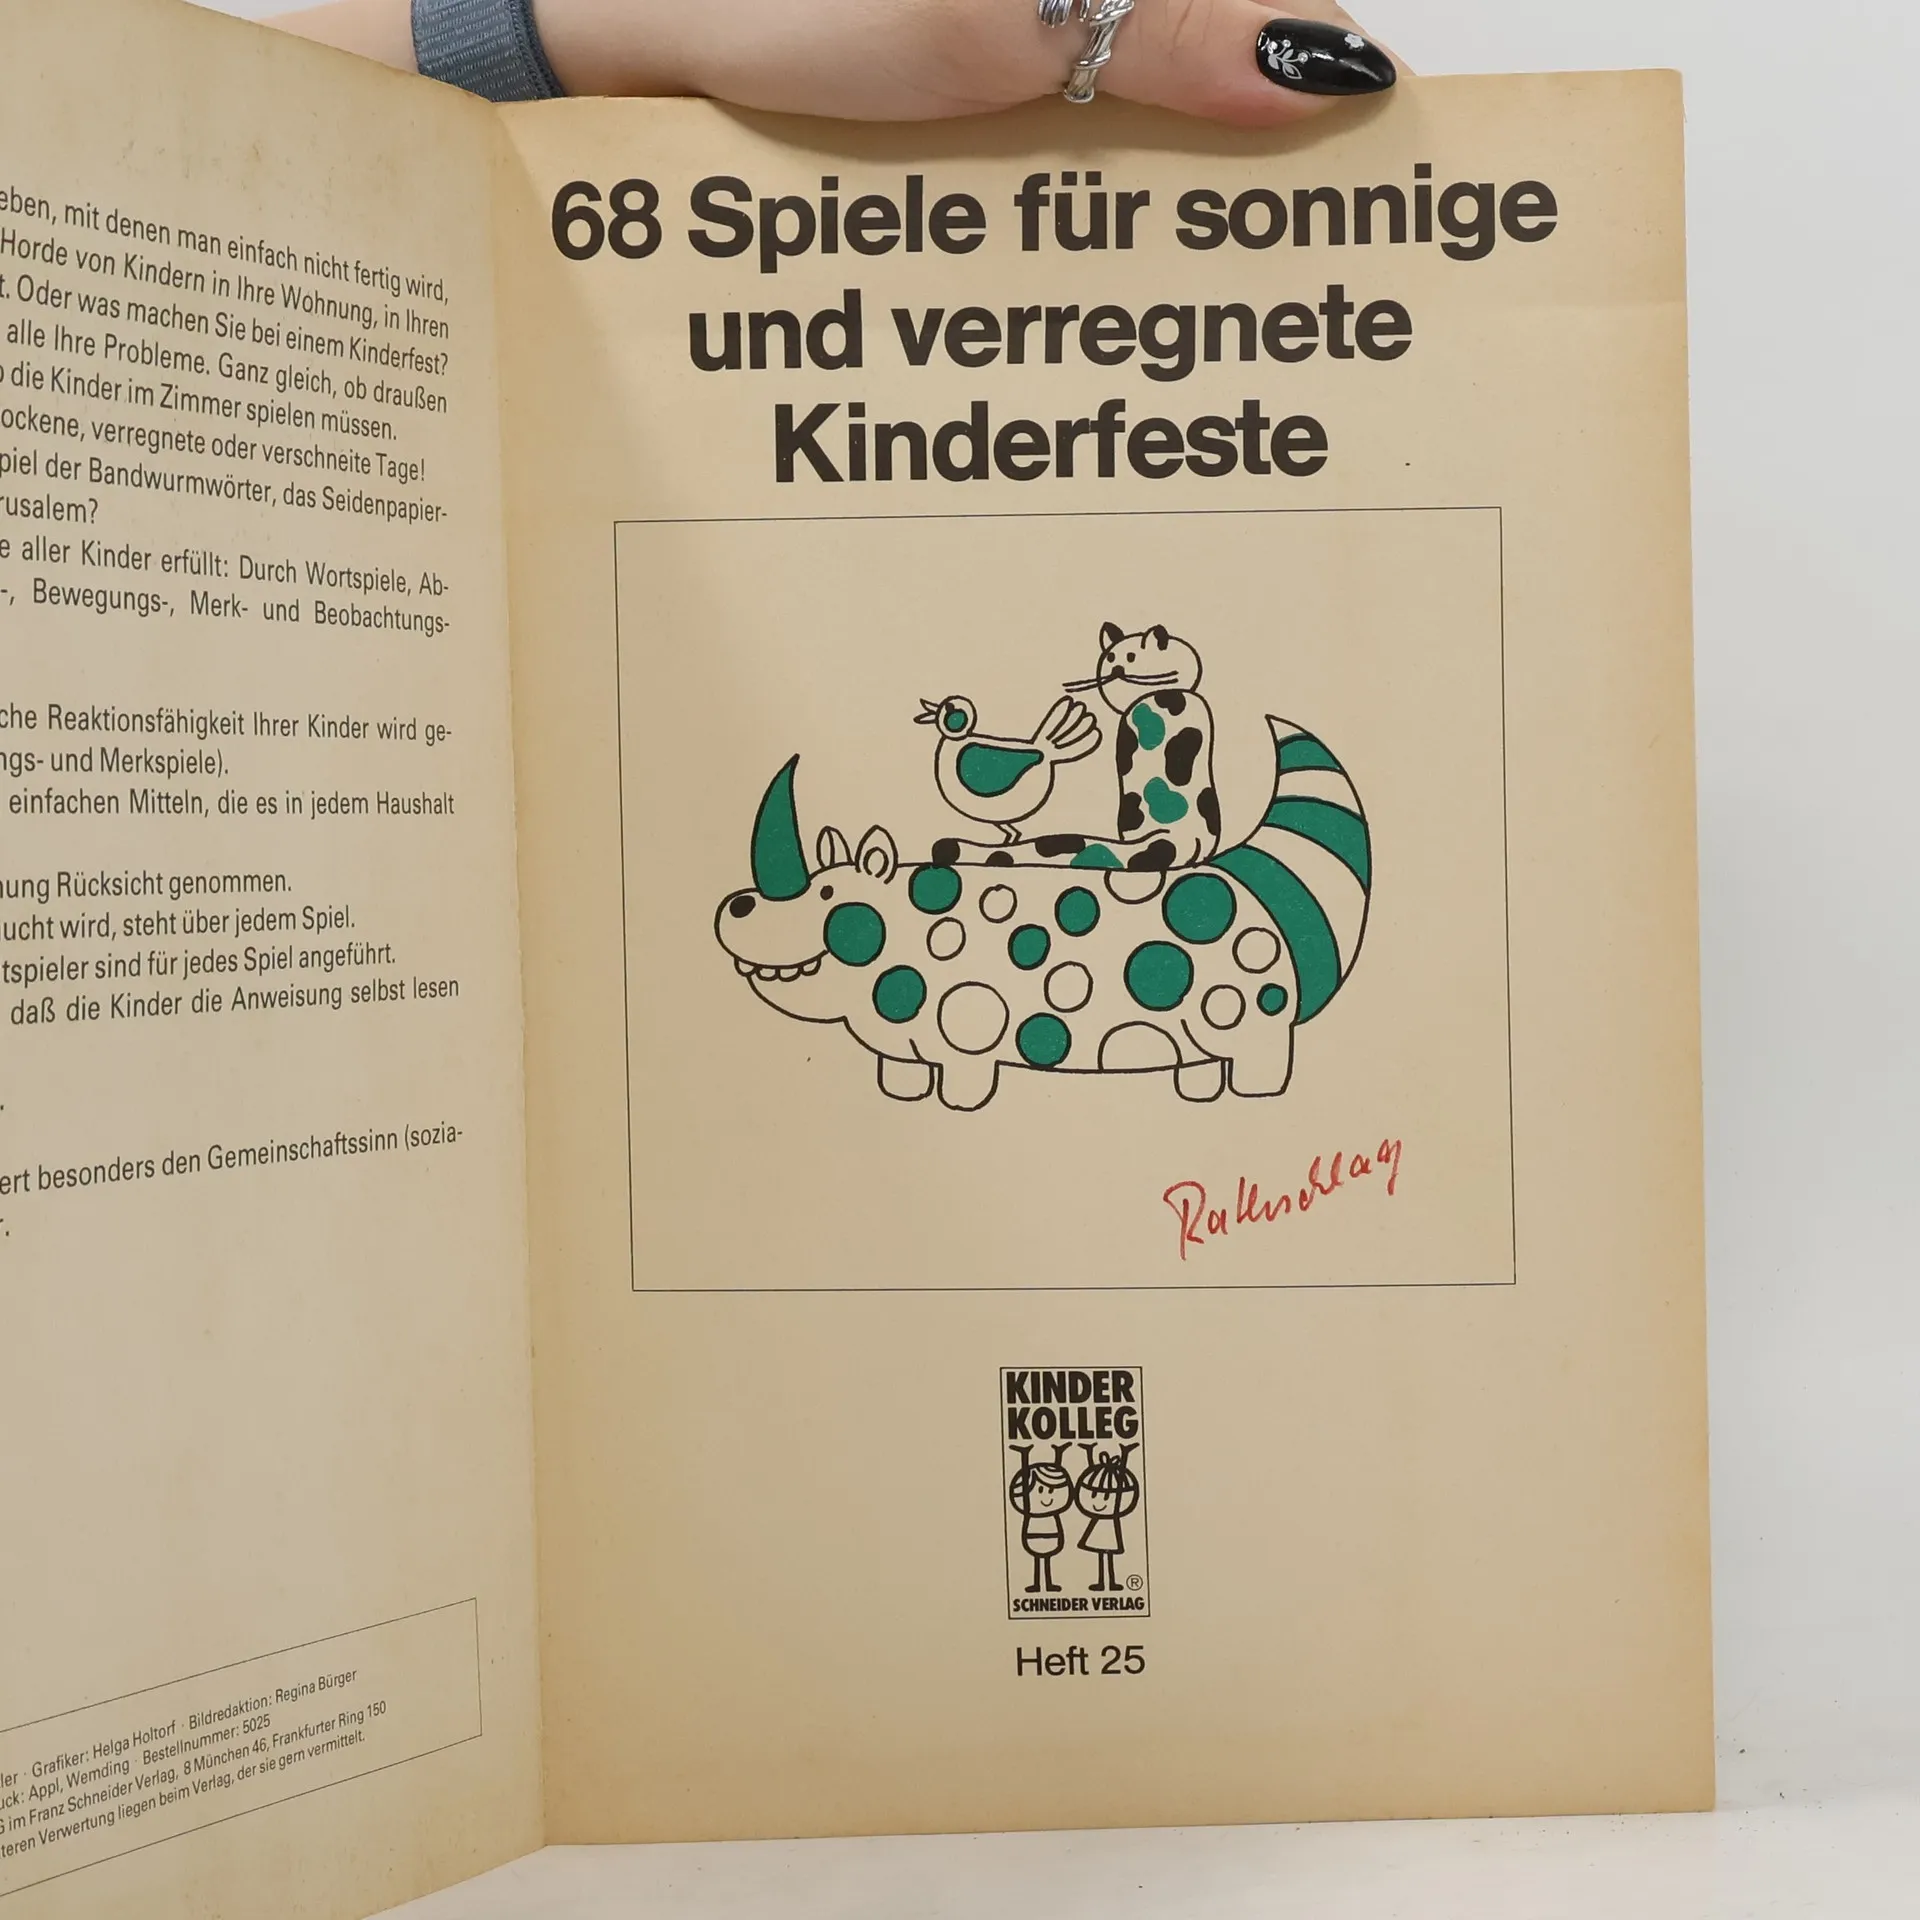 eben, mit denen man einfach nicht fertig wird,
Horde von Kindern in Ihre Wohnung, in Ihren
t. Oder was machen Sie bei einem Kinderfest?
alle Ihre Probleme. Ganz gleich, ob draußen
die Kinder im Zimmer spielen müssen.
ockene, verregnete oder verschneite Tage!
piel der Bandwurmwörter, das Seidenpapier-
rusalem?
e aller Kinder erfüllt: Durch Wortspiele, Ab-
-, Bewegungs-, Merk- und Beobachtungs-
che Reaktionsfähigkeit Ihrer Kinder wird ge-
ngs- und Merkspiele).
einfachen Mitteln, die es in jedem Haushalt
nung Rücksicht genommen.
aucht wird, steht über jedem Spiel.
tspieler sind für jedes Spiel angeführt.
daß die Kinder die Anweisung selbst lesen
ert besonders den Gemeinschaftssinn (sozia-
r.
ler · Grafiker: Helga Holtorf · Bildredaktion: Regina Bürger
uck: Appl, Wemding · Bestellnummer: 5025
G im Franz Schneider Verlag, 8 München 46, Frankfurter Ring 150
teren Verwertung liegen beim Verlag, der sie gern vermittelt.
68 Spiele für sonnige
und verregnete
Kinderfeste
KINDER
KOLLEG
®
SCHNEIDER VERLAG
Heft 25